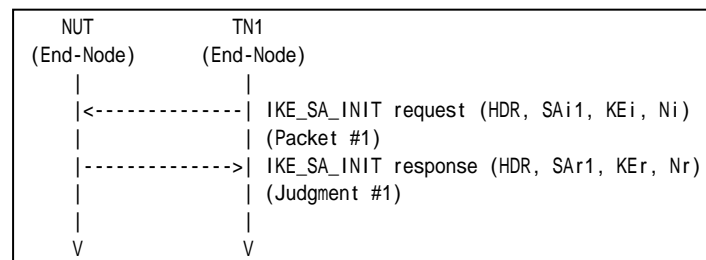 NUT TN1
(End-Node) (End-Node)
| |
|<--------------| IKE_SA_INIT request (HDR, SAi1, KEi, Ni)
| | (Packet #1)
|-------------->| IKE_SA_INIT response (HDR, SAr1, KEr, Nr)
| | (Judgment #1)
| |
V V